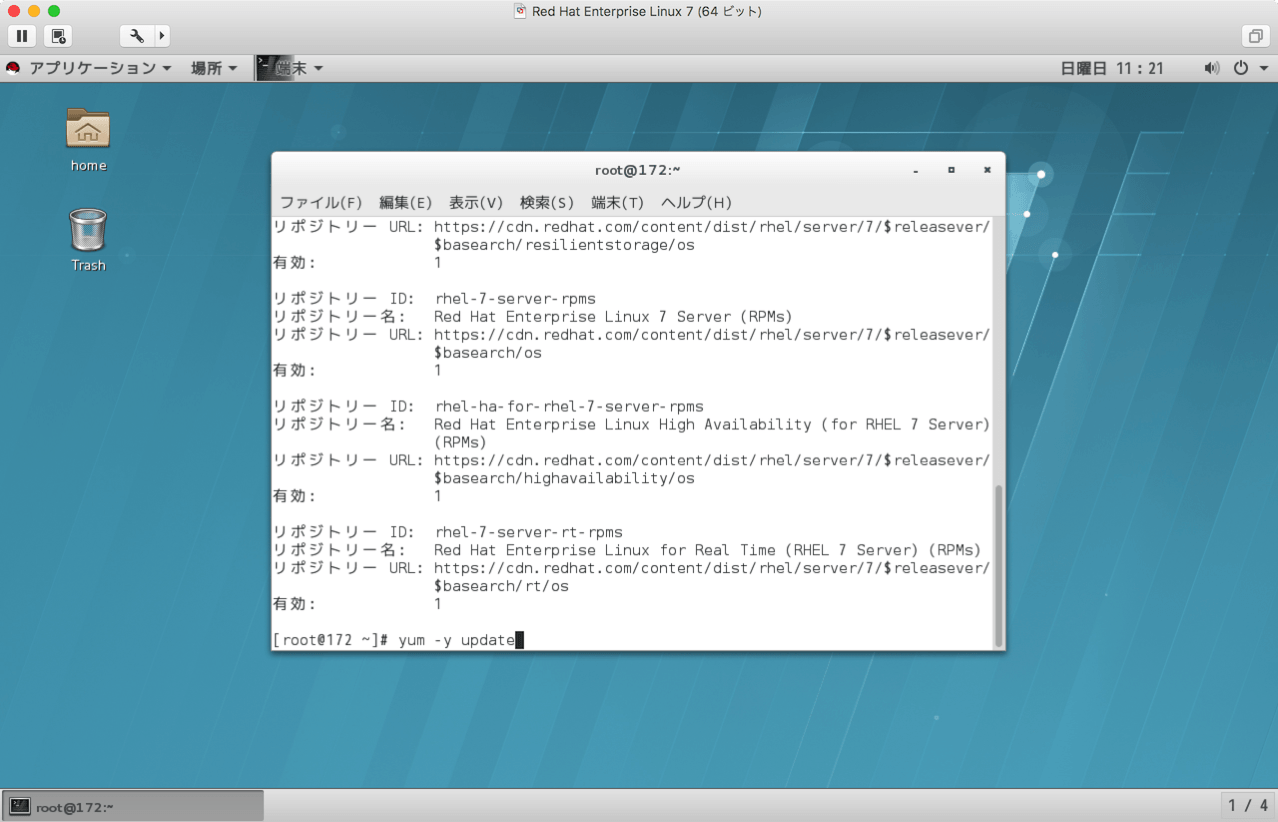 Red Hat Enterprise Linux 7 (64 ビット)
アプリケーション 場所 端末 日曜日 11：21
home
Trash
root@172:~
ファイル(F) 編集(E) 表示(V) 検索(S) 端末(T) ヘルプ(H)
リポジトリー URL: https://cdn.redhat.com/content/dist/rhel/server/7/$releasever/
$basearch/resilientstorage/os
有効: 1
リポジトリー ID: rhel-7-server-rpms
リポジトリー名: Red Hat Enterprise Linux 7 Server (RPMs)
リポジトリー URL: https://cdn.redhat.com/content/dist/rhel/server/7/$releasever/
$basearch/os
有効: 1
リポジトリー ID: rhel-ha-for-rhel-7-server-rpms
リポジトリー名: Red Hat Enterprise Linux High Availability (for RHEL 7 Server)
(RPMs)
リポジトリー URL: https://cdn.redhat.com/content/dist/rhel/server/7/$releasever/
$basearch/highavailability/os
有効: 1
リポジトリー ID: rhel-7-server-rt-rpms
リポジトリー名: Red Hat Enterprise Linux for Real Time (RHEL 7 Server) (RPMs)
リポジトリー URL: https://cdn.redhat.com/content/dist/rhel/server/7/$releasever/
$basearch/rt/os
有効: 1
[root@172 ~]# yum -y update
root@172:~
1 / 4